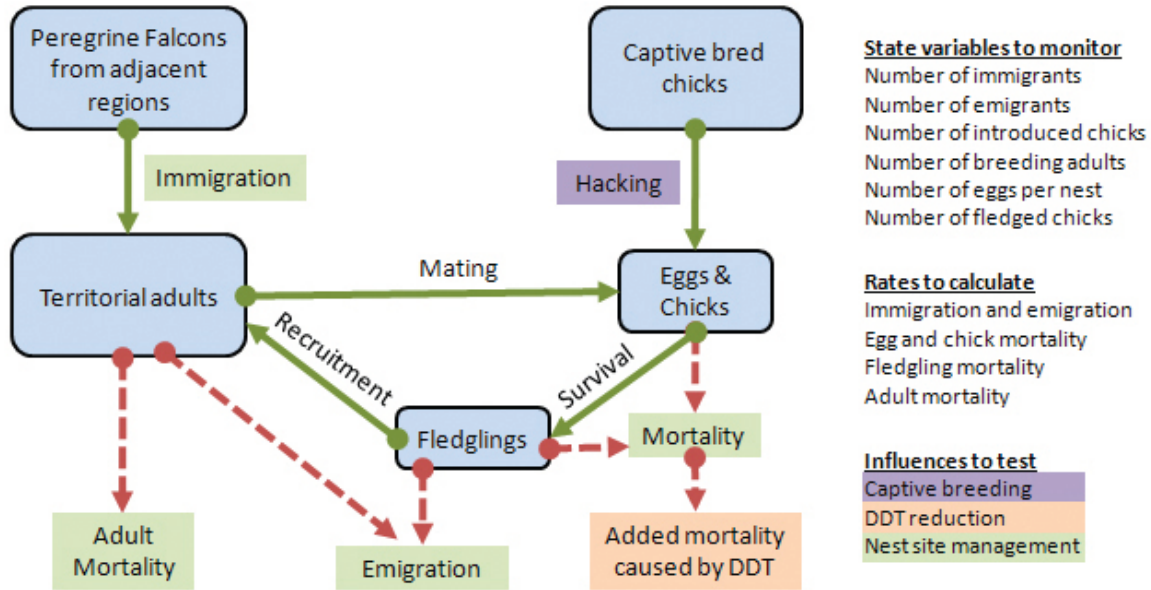 Peregrine Falcons
from adjacent
regions
Captive bred
chicks
Immigration
Hacking
Territorial adults
Mating
Eggs &
Chicks
Recruitment
Survival
Fledglings
Mortality
Adult
Mortality
Emigration
Added mortality
caused by DDT
State variables to monitor
Number of immigrants
Number of emigrants
Number of introduced chicks
Number of breeding adults
Number of eggs per nest
Number of fledged chicks
Rates to calculate
Immigration and emigration
Egg and chick mortality
Fledgling mortality
Adult mortality
Influences to test
Captive breeding
DDT reduction
Nest site management